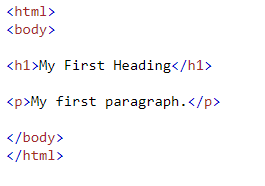 <html>
<body>
<h1>My First Heading</h1>
<p>My first paragraph.</p>
</body>
</html>